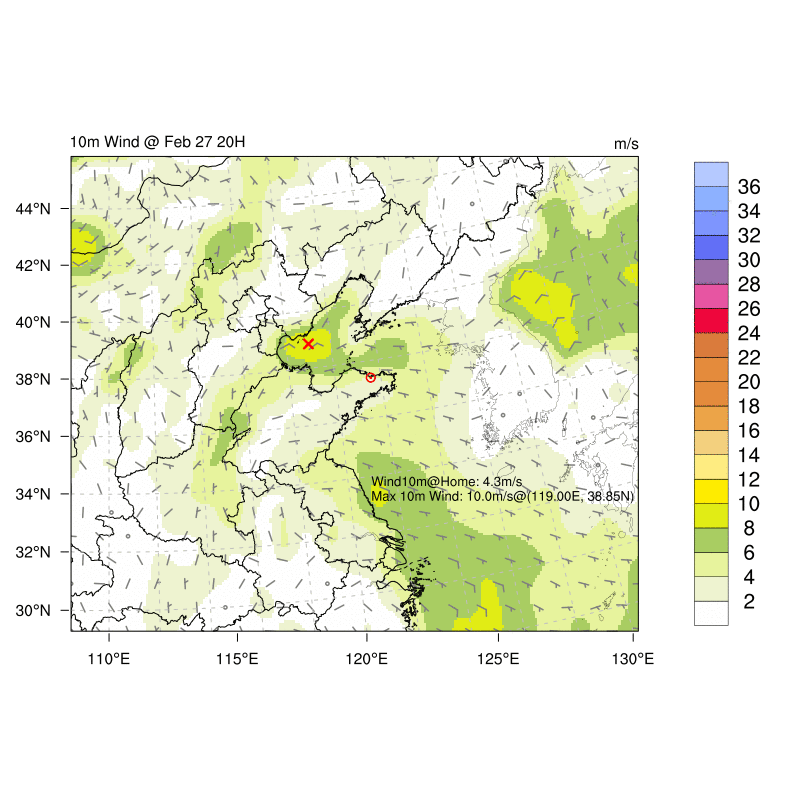 10m Wind @ Feb 27 20H
m/s
44°N
42°N
40°N
38°N
36°N
34°N
32°N
30°N
110°E
115°E
120°E
125°E
130°E
Wind10m@Home: 4.3m/s
Max 10m Wind: 10.0m/s@(119.00E, 38.85N)
36
34
32
30
28
26
24
22
20
18
16
14
12
10
8
6
4
2